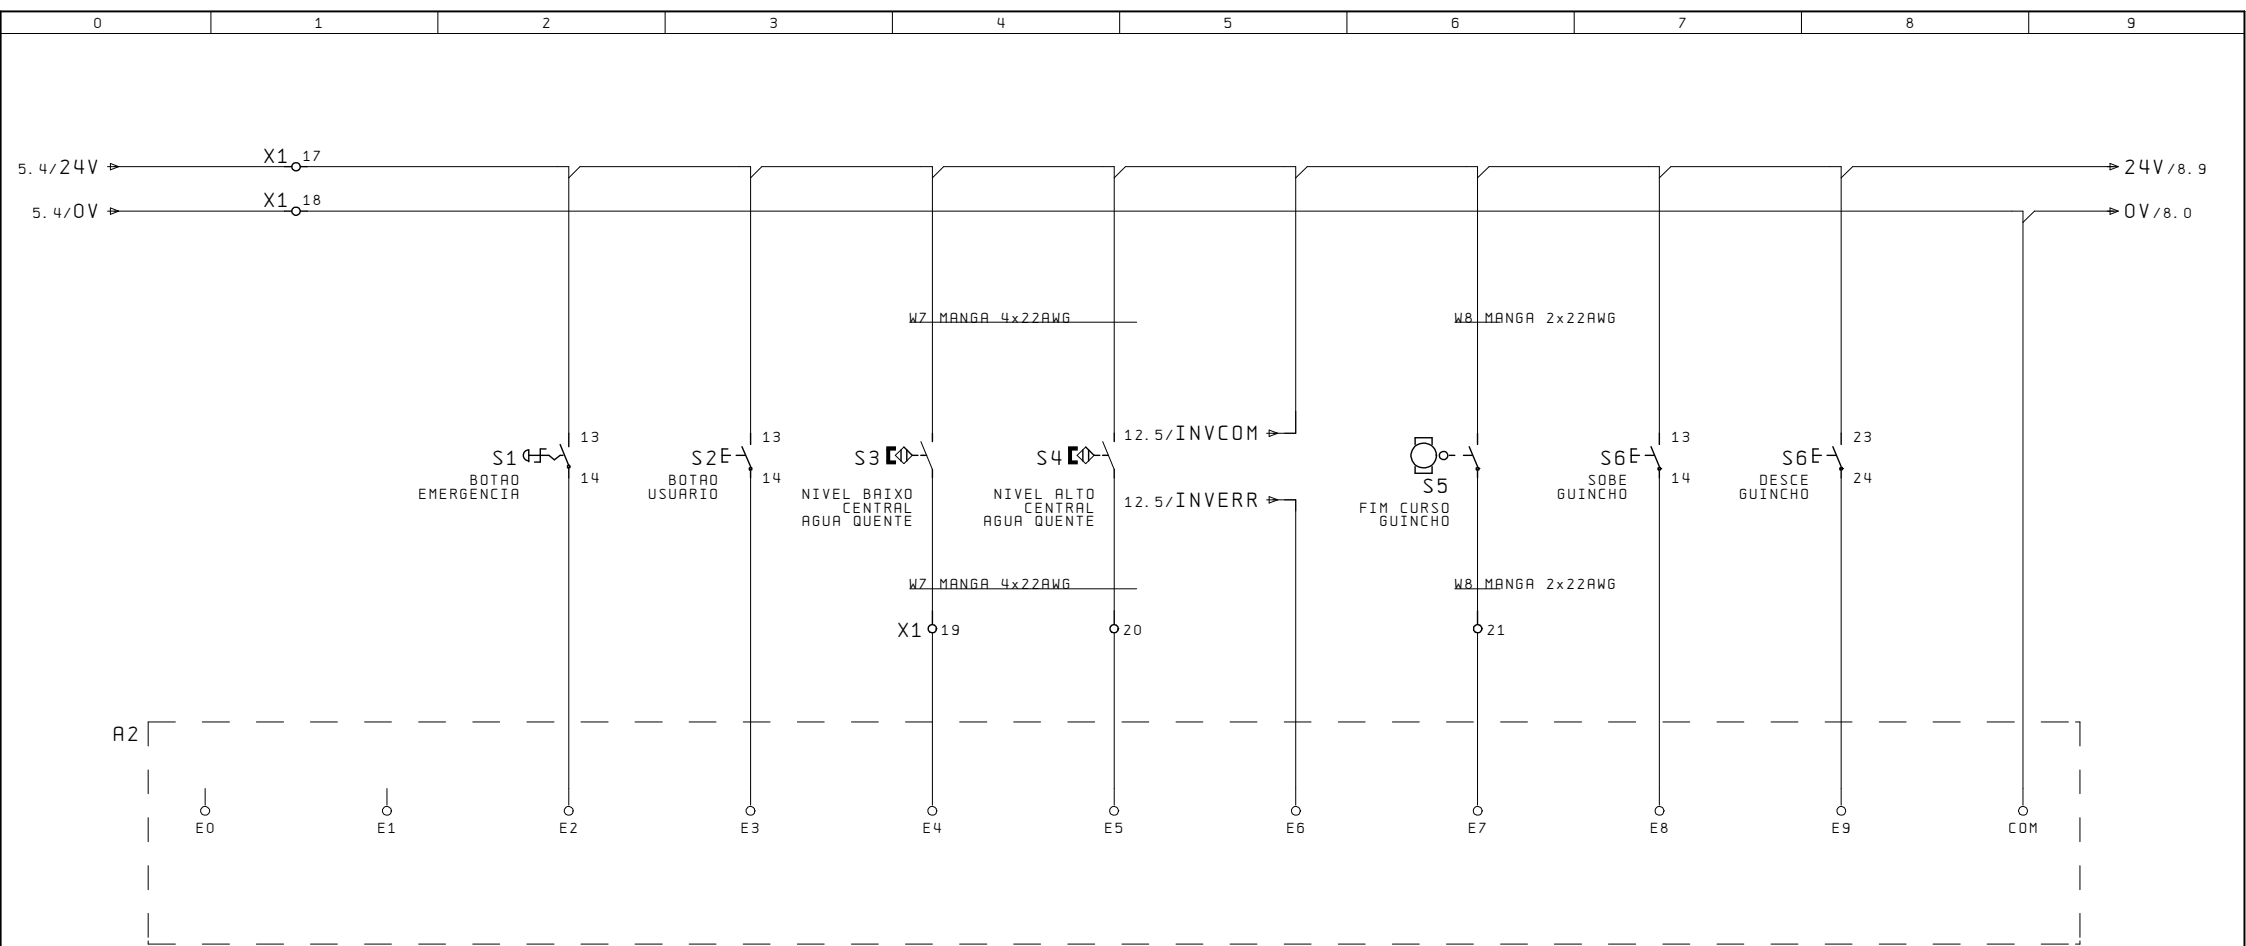 0 1 2 3 4 5 6 7 8 9
5.4/24V X1 17 24V/8.9
5.4/0V X1 18 0V/8.0
W7 MANGA 4x22AWG W8 MANGA 2x22AWG
S1 13 14
BOTAO
EMERGENCIA
S2 13 14
BOTAO
USUARIO
S3
NIVEL BAIXO
CENTRAL
AGUA QUENTE
S4
NIVEL ALTO
CENTRAL
AGUA QUENTE
12.5/INVCOM
12.5/INVERR
S5
FIM CURSO
GUINCHO
S6 13 14
SOBE
GUINCHO
S6 23 24
DESCE
GUINCHO
W7 MANGA 4x22AWG W8 MANGA 2x22AWG
X1 19 20 21
A2
E0 E1 E2 E3 E4 E5 E6 E7 E8 E9 COM